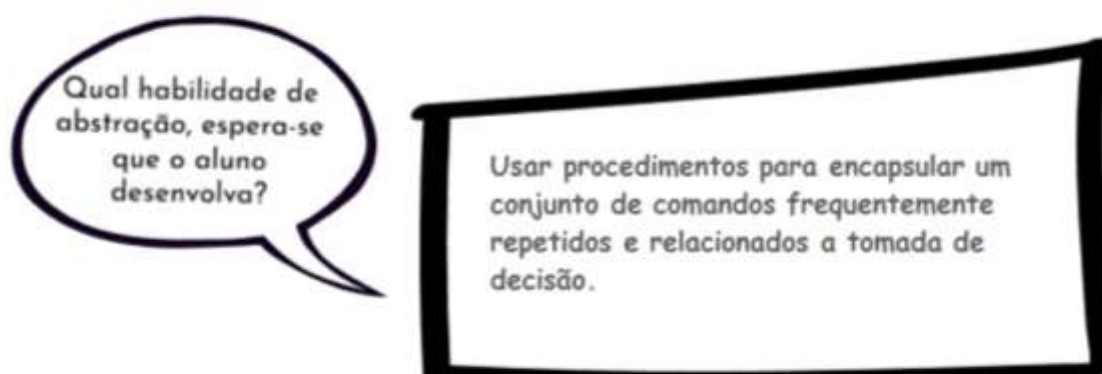 Qual habilidade de
abstração, espera-se
que o aluno
desenvolva?
Usar procedimentos para encapsular um
conjunto de comandos frequentemente
repetidos e relacionados a tomada de
decisão.